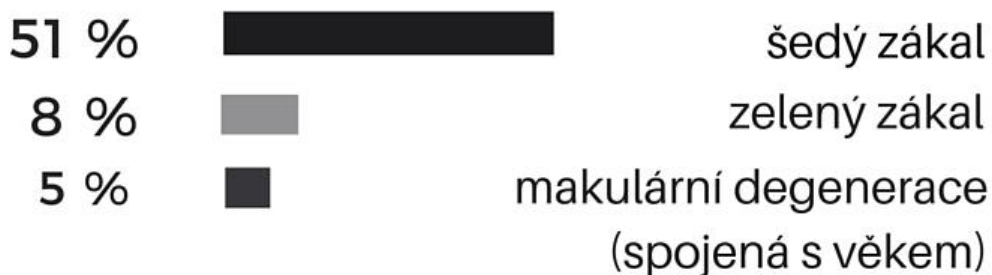 51 % šedý zákal
8 % zelený zákal
5 % makulární degenerace
(spojená s věkem)